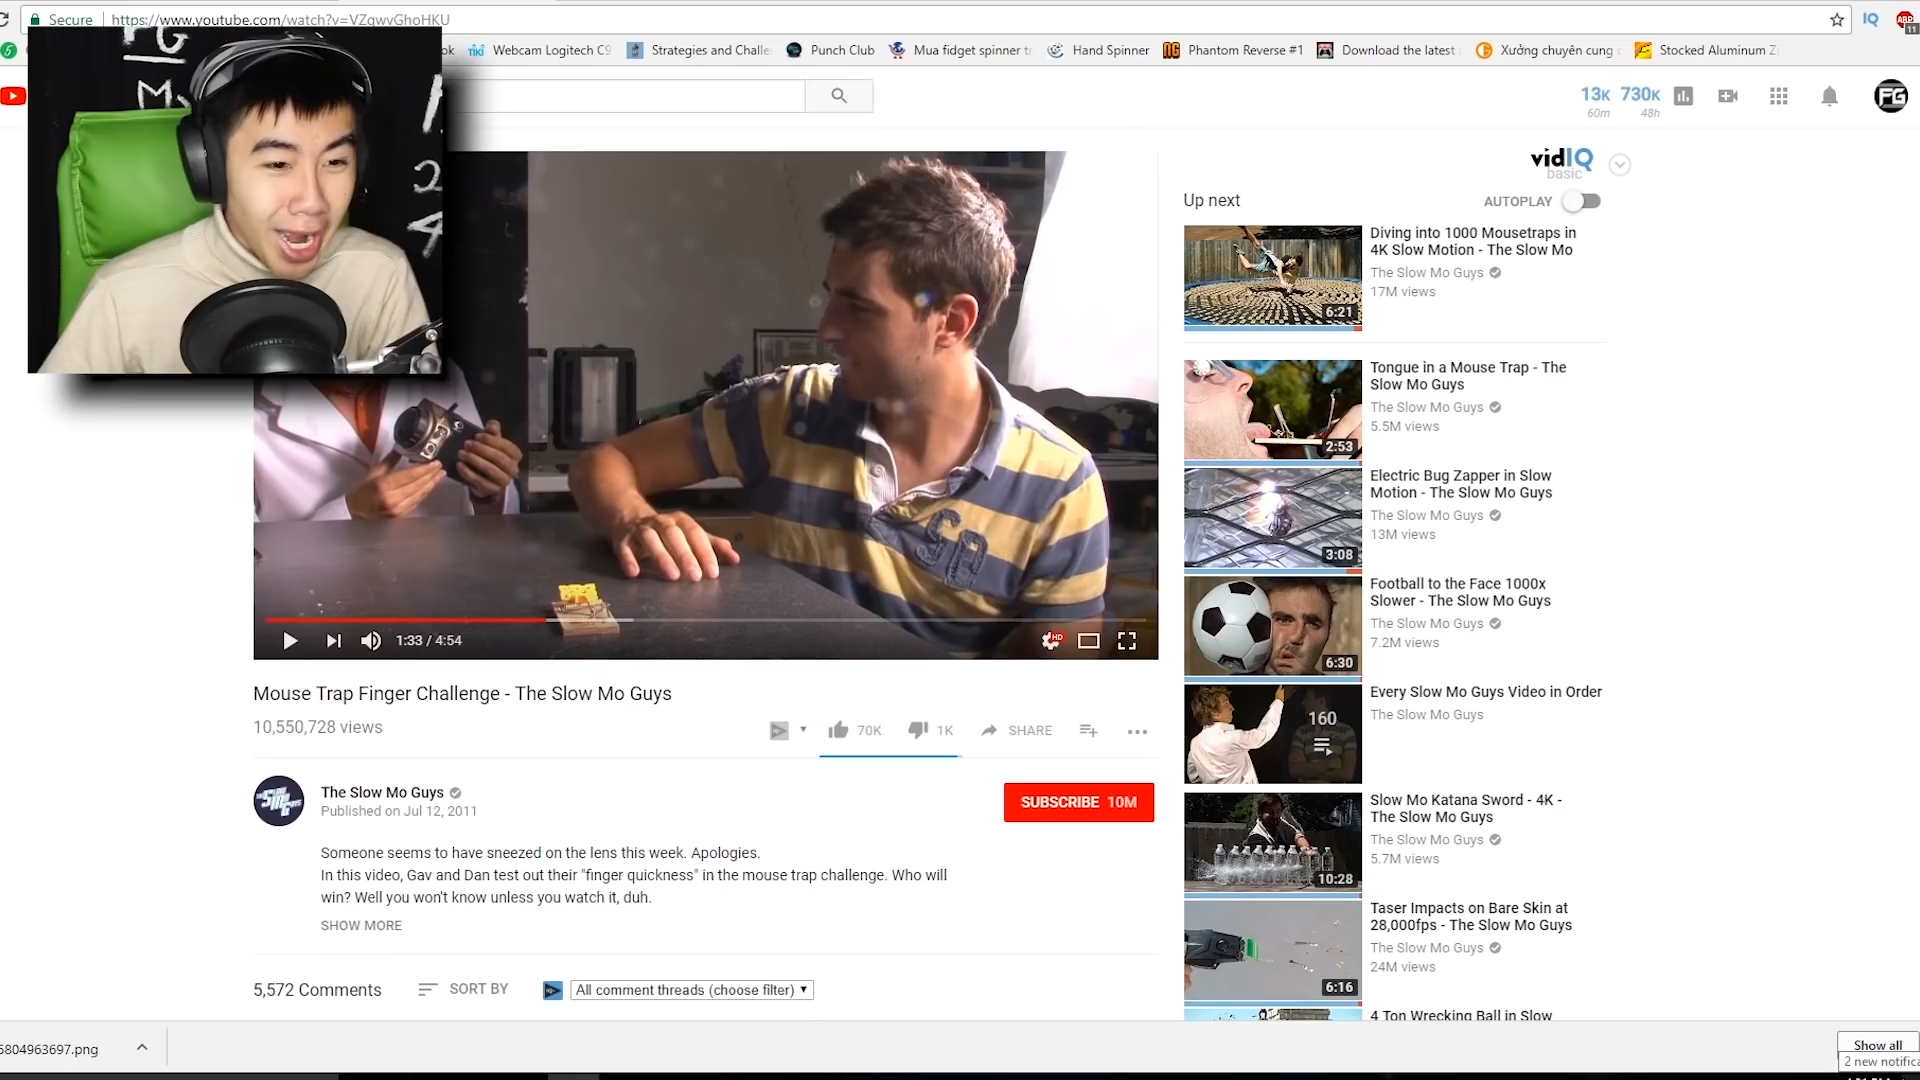 Secure
https://www.youtube.com/watch?v=VZqwvGhoHKU
Webcam Logitech C9
Strategies and Challe
Punch Club
Mua fidget spinner tr
Hand Spinner
Phantom Reverse #1
Download the latest
Xưởng chuyên cung
Stocked Aluminum Zi
13K 730K
60m 48h
FG
vidIQ
basic
Up next
AUTOPLAY
Diving into 1000 Mousetraps in
4K Slow Motion - The Slow Mo
The Slow Mo Guys
17M views
6:21
Tongue in a Mouse Trap - The
Slow Mo Guys
The Slow Mo Guys
5.5M views
2:53
Electric Bug Zapper in Slow
Motion - The Slow Mo Guys
The Slow Mo Guys
13M views
3:08
Football to the Face 1000x
Slower - The Slow Mo Guys
The Slow Mo Guys
7.2M views
6:30
Every Slow Mo Guys Video in Order
The Slow Mo Guys
160
Slow Mo Katana Sword - 4K -
The Slow Mo Guys
The Slow Mo Guys
5.7M views
10:28
Taser Impacts on Bare Skin at
28,000fps - The Slow Mo Guys
The Slow Mo Guys
24M views
6:16
4 Ton Wrecking Ball in Slow
1:33 / 4:54
HD
Mouse Trap Finger Challenge - The Slow Mo Guys
10,550,728 views
70K
1K
SHARE
The Slow Mo Guys
Published on Jul 12, 2011
SUBSCRIBE 10M
Someone seems to have sneezed on the lens this week. Apologies.
In this video, Gav and Dan test out their "finger quickness" in the mouse trap challenge. Who will
win? Well you won't know unless you watch it, duh.
SHOW MORE
5,572 Comments
SORT BY
All comment threads (choose filter)
5804963697.png
Show all
2 new notifica